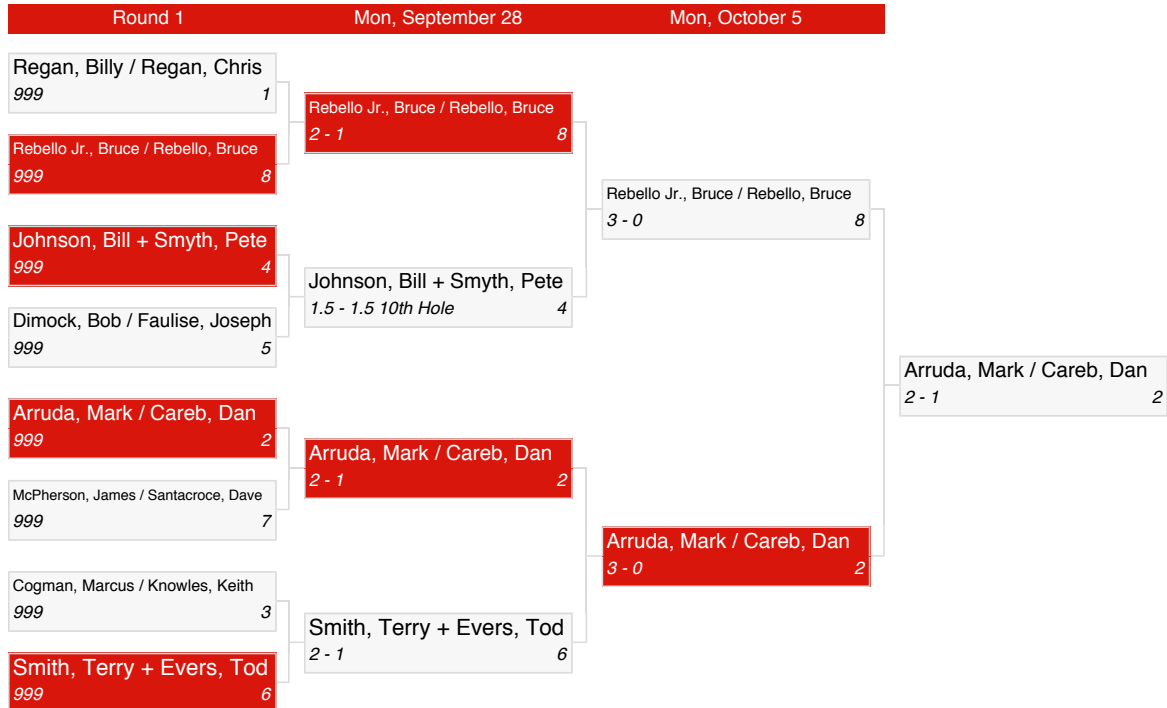 Round 1
Mon, September 28
Mon, October 5
Regan, Billy / Regan, Chris
999 1
Rebello Jr., Bruce / Rebello, Bruce
999 8
Johnson, Bill + Smyth, Pete
999 4
Dimock, Bob / Faulise, Joseph
999 5
Arruda, Mark / Careb, Dan
999 2
McPherson, James / Santacroce, Dave
999 7
Cogman, Marcus / Knowles, Keith
999 3
Smith, Terry + Evers, Tod
999 6
Rebello Jr., Bruce / Rebello, Bruce
2 - 1 8
Johnson, Bill + Smyth, Pete
1.5 - 1.5 10th Hole 4
Arruda, Mark / Careb, Dan
2 - 1 2
Smith, Terry + Evers, Tod
2 - 1 6
Rebello Jr., Bruce / Rebello, Bruce
3 - 0 8
Arruda, Mark / Careb, Dan
3 - 0 2
Arruda, Mark / Careb, Dan
2 - 1 2